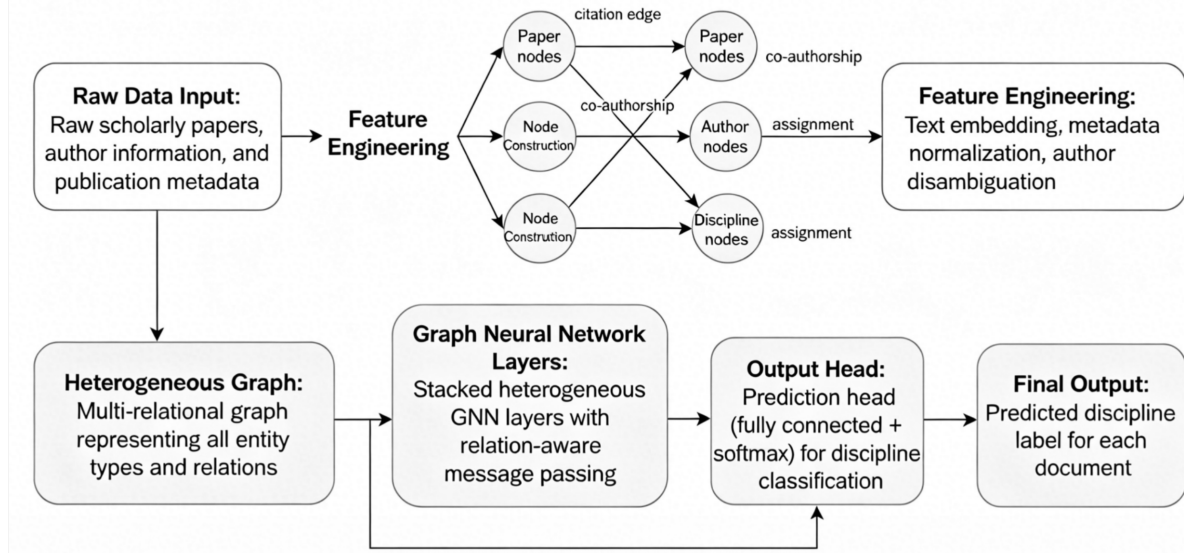 Raw Data Input:
Raw scholarly papers,
author information, and
publication metadata
Feature
Engineering
Paper
nodes
Node
Construction
Node
Constrution
citation edge
co-authorship
Paper
nodes
Author
nodes
Discipline
nodes
co-authorship
assignment
assignment
Feature Engineering:
Text embedding, metadata
normalization, author
disambiguation
Heterogeneous Graph:
Multi-relational graph
representing all entity
types and relations
Graph Neural Network
Layers:
Stacked heterogeneous
GNN layers with
relation-aware
message passing
Output Head:
Prediction head
(fully connected +
softmax) for discipline
classification
Final Output:
Predicted discipline
label for each
document